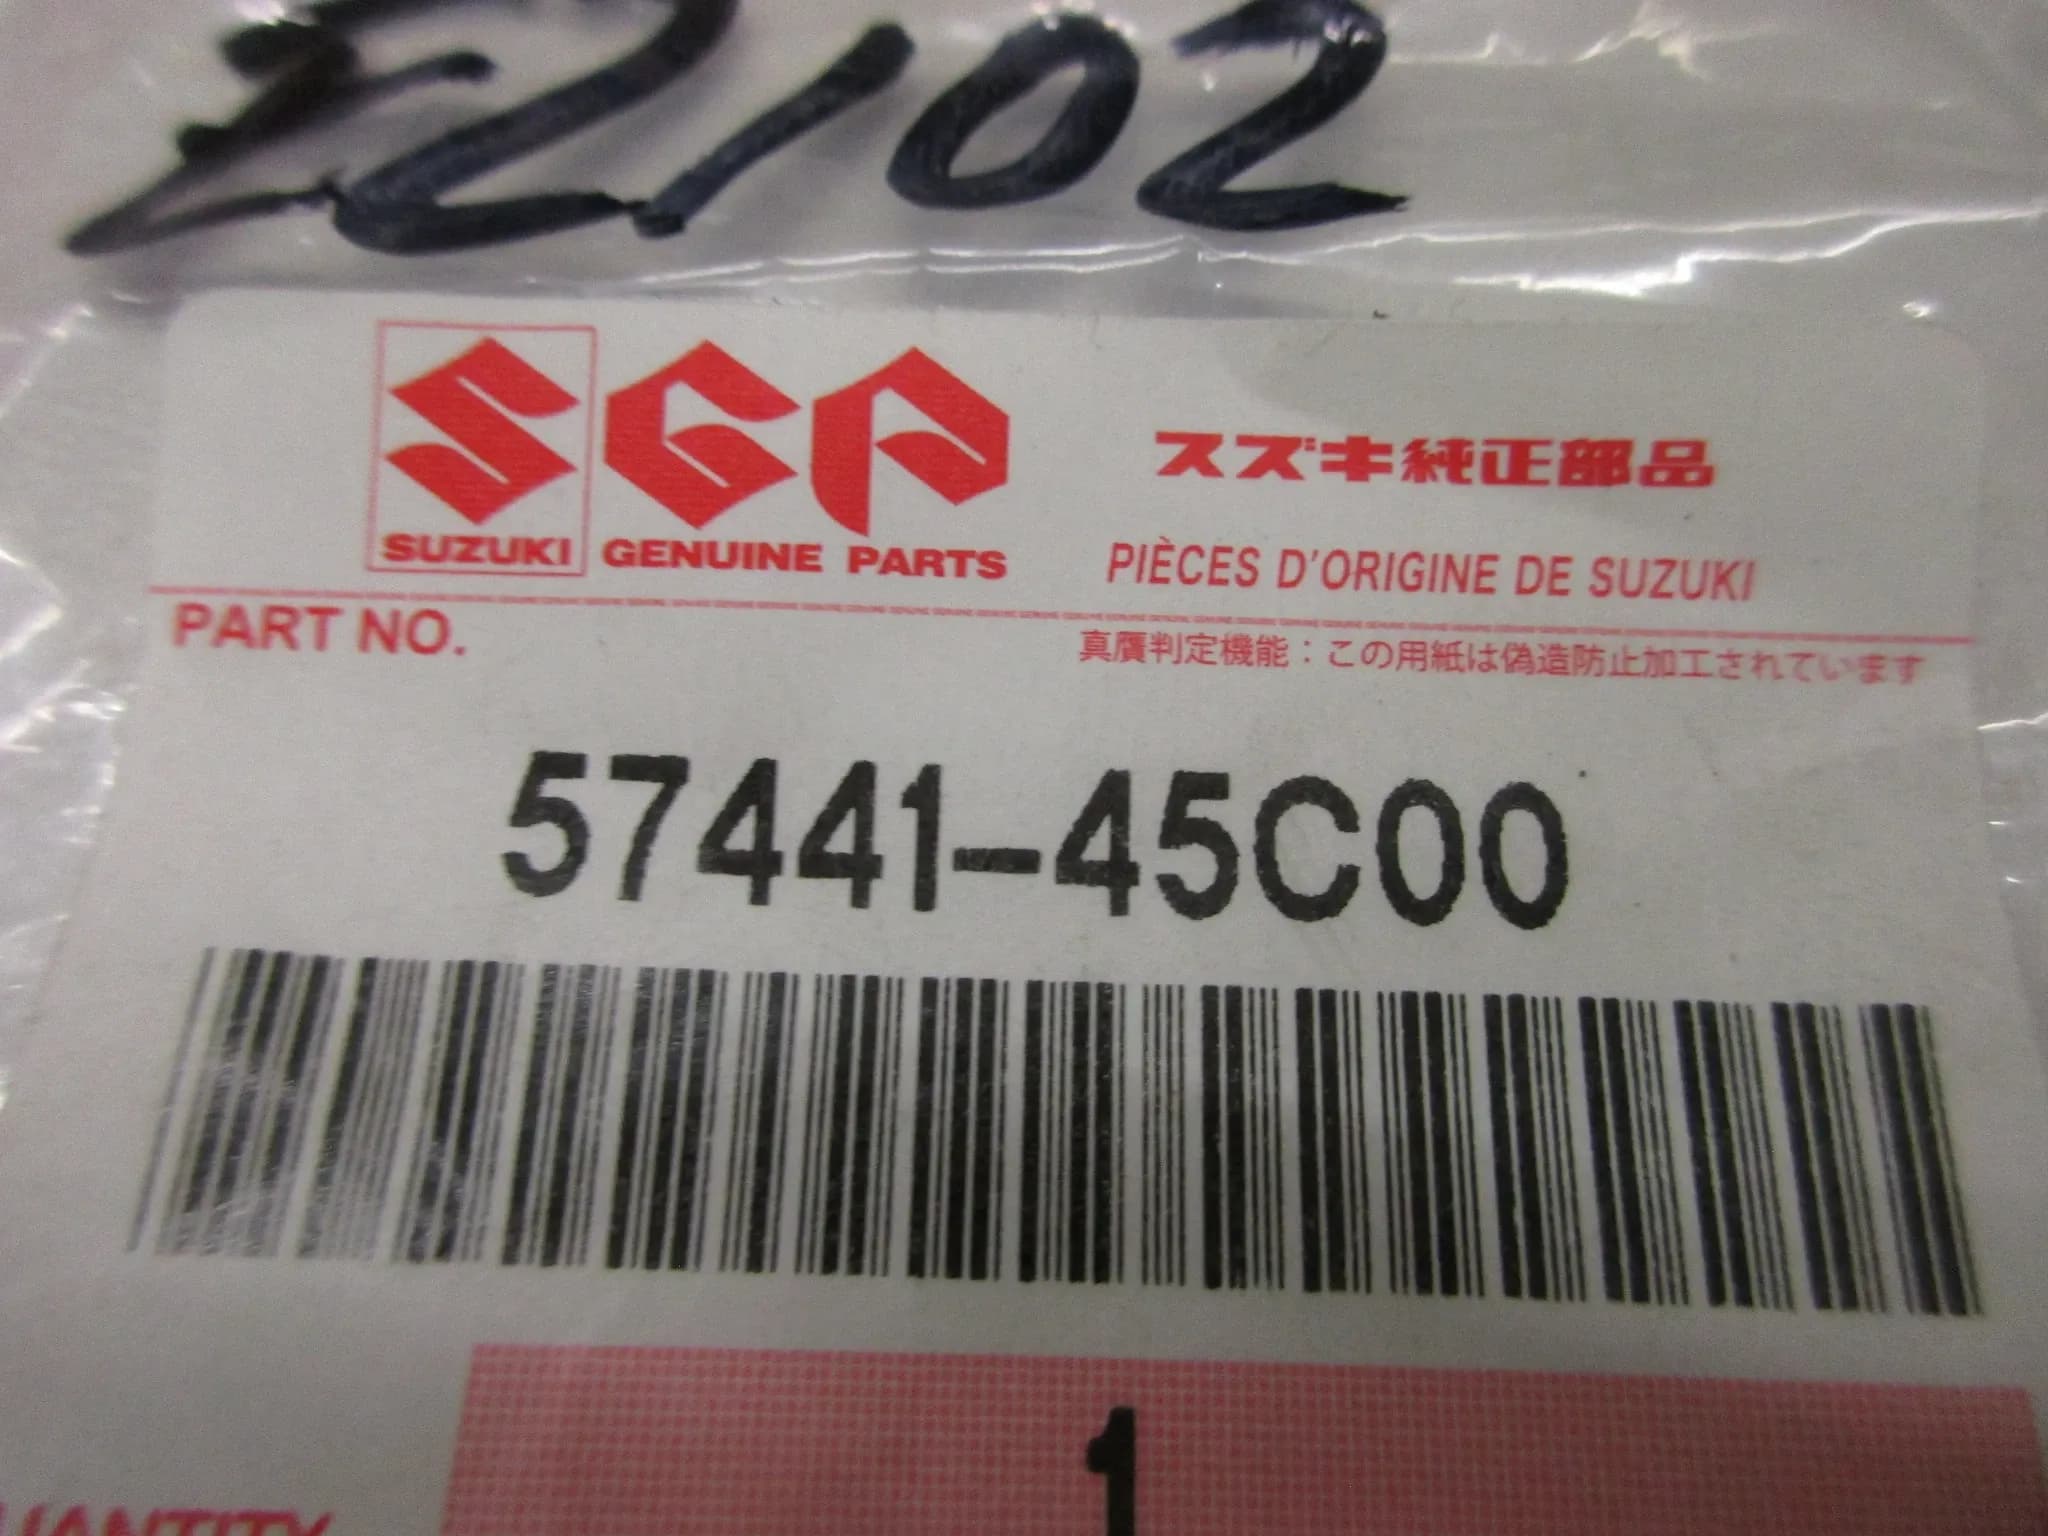 22102
SUZUKI GENUINE PARTS
スズキ純正部品
PIÈCES D'ORIGINE DE SUZUKI
PART NO.
真贋判定機能：この用紙は偽造防止加工されています
57441-45C00
1
QUANTITY